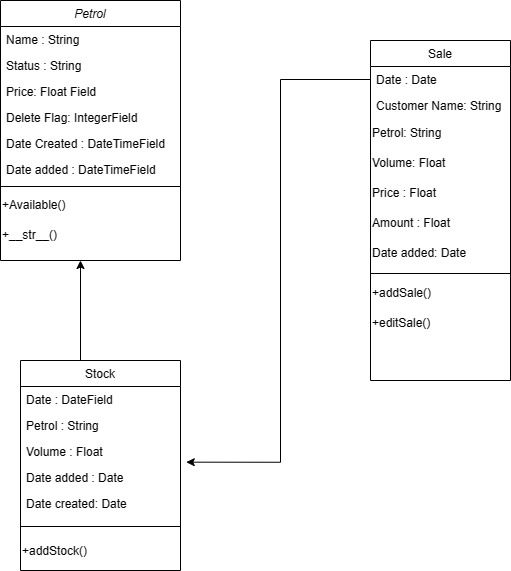 Petrol
Name : String
Status : String
Price: Float Field
Delete Flag: IntegerField
Date Created : DateTimeField
Date added : DateTimeField
+Available()
+__str__()
Sale
Date : Date
Customer Name: String
Petrol: String
Volume: Float
Price : Float
Amount : Float
Date added: Date
+addSale()
+editSale()
Stock
Date : DateField
Petrol : String
Volume : Float
Date added : Date
Date created: Date
+addStock()